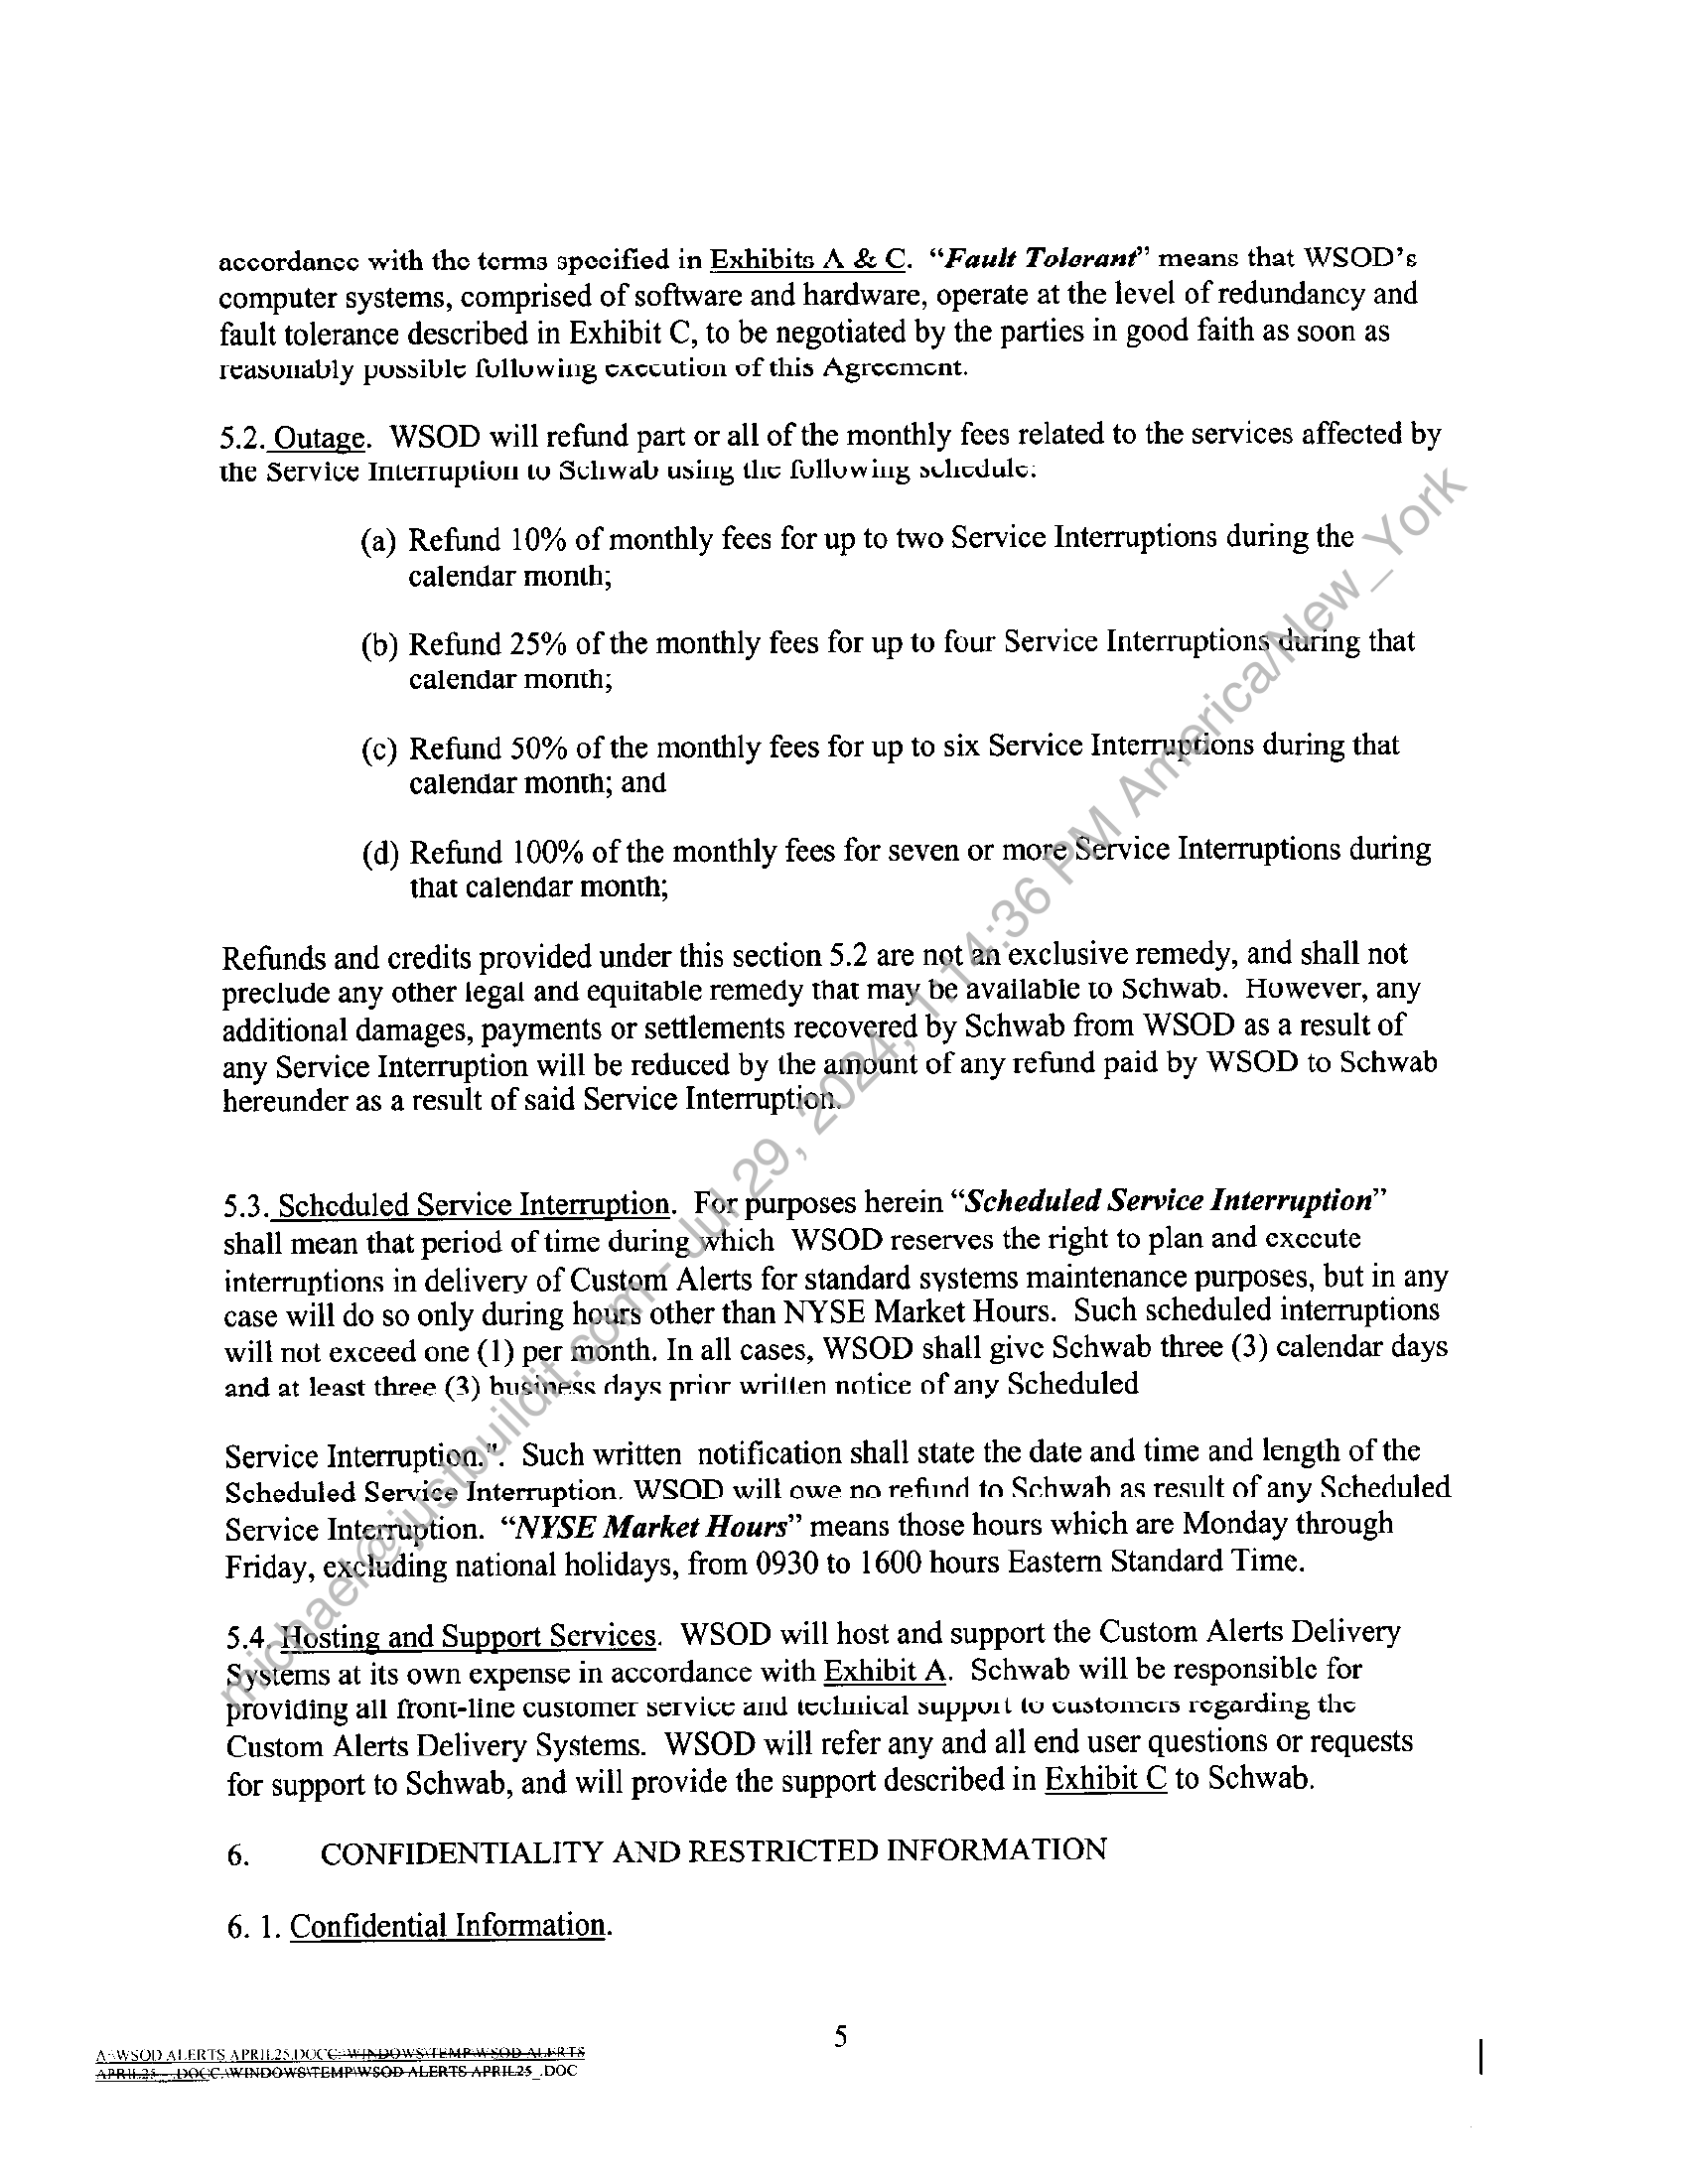 accordance with the terms specified in Exhibits A & C. “Fault Tolerant” means that WSOD’s
computer systems, comprised of software and hardware, operate at the level of redundancy and
fault tolerance described in Exhibit C, to be negotiated by the parties in good faith as soon as
reasonably possible following execution of this Agreement.
5.2. Outage. WSOD will refund part or all of the monthly fees related to the services affected by
the Service Interruption to Schwab using the following schedule:
(a) Refund 10% of monthly fees for up to two Service Interruptions during the
calendar month;
(b) Refund 25% of the monthly fees for up to four Service Interruptions during that
calendar month;
(c) Refund 50% of the monthly fees for up to six Service Interruptions during that
calendar month; and
(d) Refund 100% of the monthly fees for seven or more Service Interruptions during
that calendar month;
Refunds and credits provided under this section 5.2 are not an exclusive remedy, and shall not
preclude any other legal and equitable remedy that may be available to Schwab. However, any
additional damages, payments or settlements recovered by Schwab from WSOD as a result of
any Service Interruption will be reduced by the amount of any refund paid by WSOD to Schwab
hereunder as a result of said Service Interruption.
5.3. Scheduled Service Interruption. For purposes herein “Scheduled Service Interruption”
shall mean that period of time during which WSOD reserves the right to plan and execute
interruptions in delivery of Custom Alerts for standard systems maintenance purposes, but in any
case will do so only during hours other than NYSE Market Hours. Such scheduled interruptions
will not exceed one (1) per month. In all cases, WSOD shall give Schwab three (3) calendar days
and at least three (3) business days prior written notice of any Scheduled
Service Interruption.". Such written notification shall state the date and time and length of the
Scheduled Service Interruption. WSOD will owe no refund to Schwab as result of any Scheduled
Service Interruption. “NYSE Market Hours” means those hours which are Monday through
Friday, excluding national holidays, from 0930 to 1600 hours Eastern Standard Time.
5.4. Hosting and Support Services. WSOD will host and support the Custom Alerts Delivery
Systems at its own expense in accordance with Exhibit A. Schwab will be responsible for
providing all front-line customer service and technical support to customers regarding the
Custom Alerts Delivery Systems. WSOD will refer any and all end user questions or requests
for support to Schwab, and will provide the support described in Exhibit C to Schwab.
6. CONFIDENTIALITY AND RESTRICTED INFORMATION
6. 1. Confidential Information.
5
A:\WSOD ALERTS APRIL25.DOCC:\WINDOWS\TEMP\WSOD ALERTS
APRIL25_.DOCC:\WINDOWS\TEMP\WSOD ALERTS APRIL25_.DOC
michael@justbuildit.com - Jul 29, 2024, 1:14:36 PM America/New_York